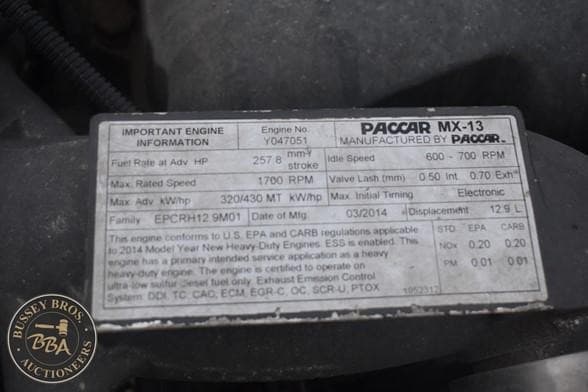 IMPORTANT ENGINE INFORMATION
Engine No. Y047051
PACCAR MX-13
MANUFACTURED BY PACCAR INC
Fuel Rate at Adv HP 257.8 mm³/stroke
Idle Speed 600 - 700 RPM
Max. Rated Speed 1700 RPM
Valve Lash (mm) 0.50 Int 0.70 Exh
Max. Adv kW/hp 320/430 MT kW/hp
Max. Initial Timing Electronic
Family EPCRH12.9M01
Date of Mfg. 03/2014
Displacement 12.9 L
This engine conforms to U.S. EPA and CARB regulations applicable
to 2014 Model Year New Heavy-Duty Engines. ESS is enabled. This
engine has a primary intended service application as a heavy
heavy-duty engine. The engine is certified to operate on
ultra-low sulfur diesel fuel only. Exhaust Emission Control
System: DDI, TC, CAC, ECM, EGR-C, OC, SCR-U, PTOX
STD. EPA CARB
NOx 0.20 0.20
PM 0.01 0.01
1952312
BUSSEY BROS.
BBA
AUCTIONEERS